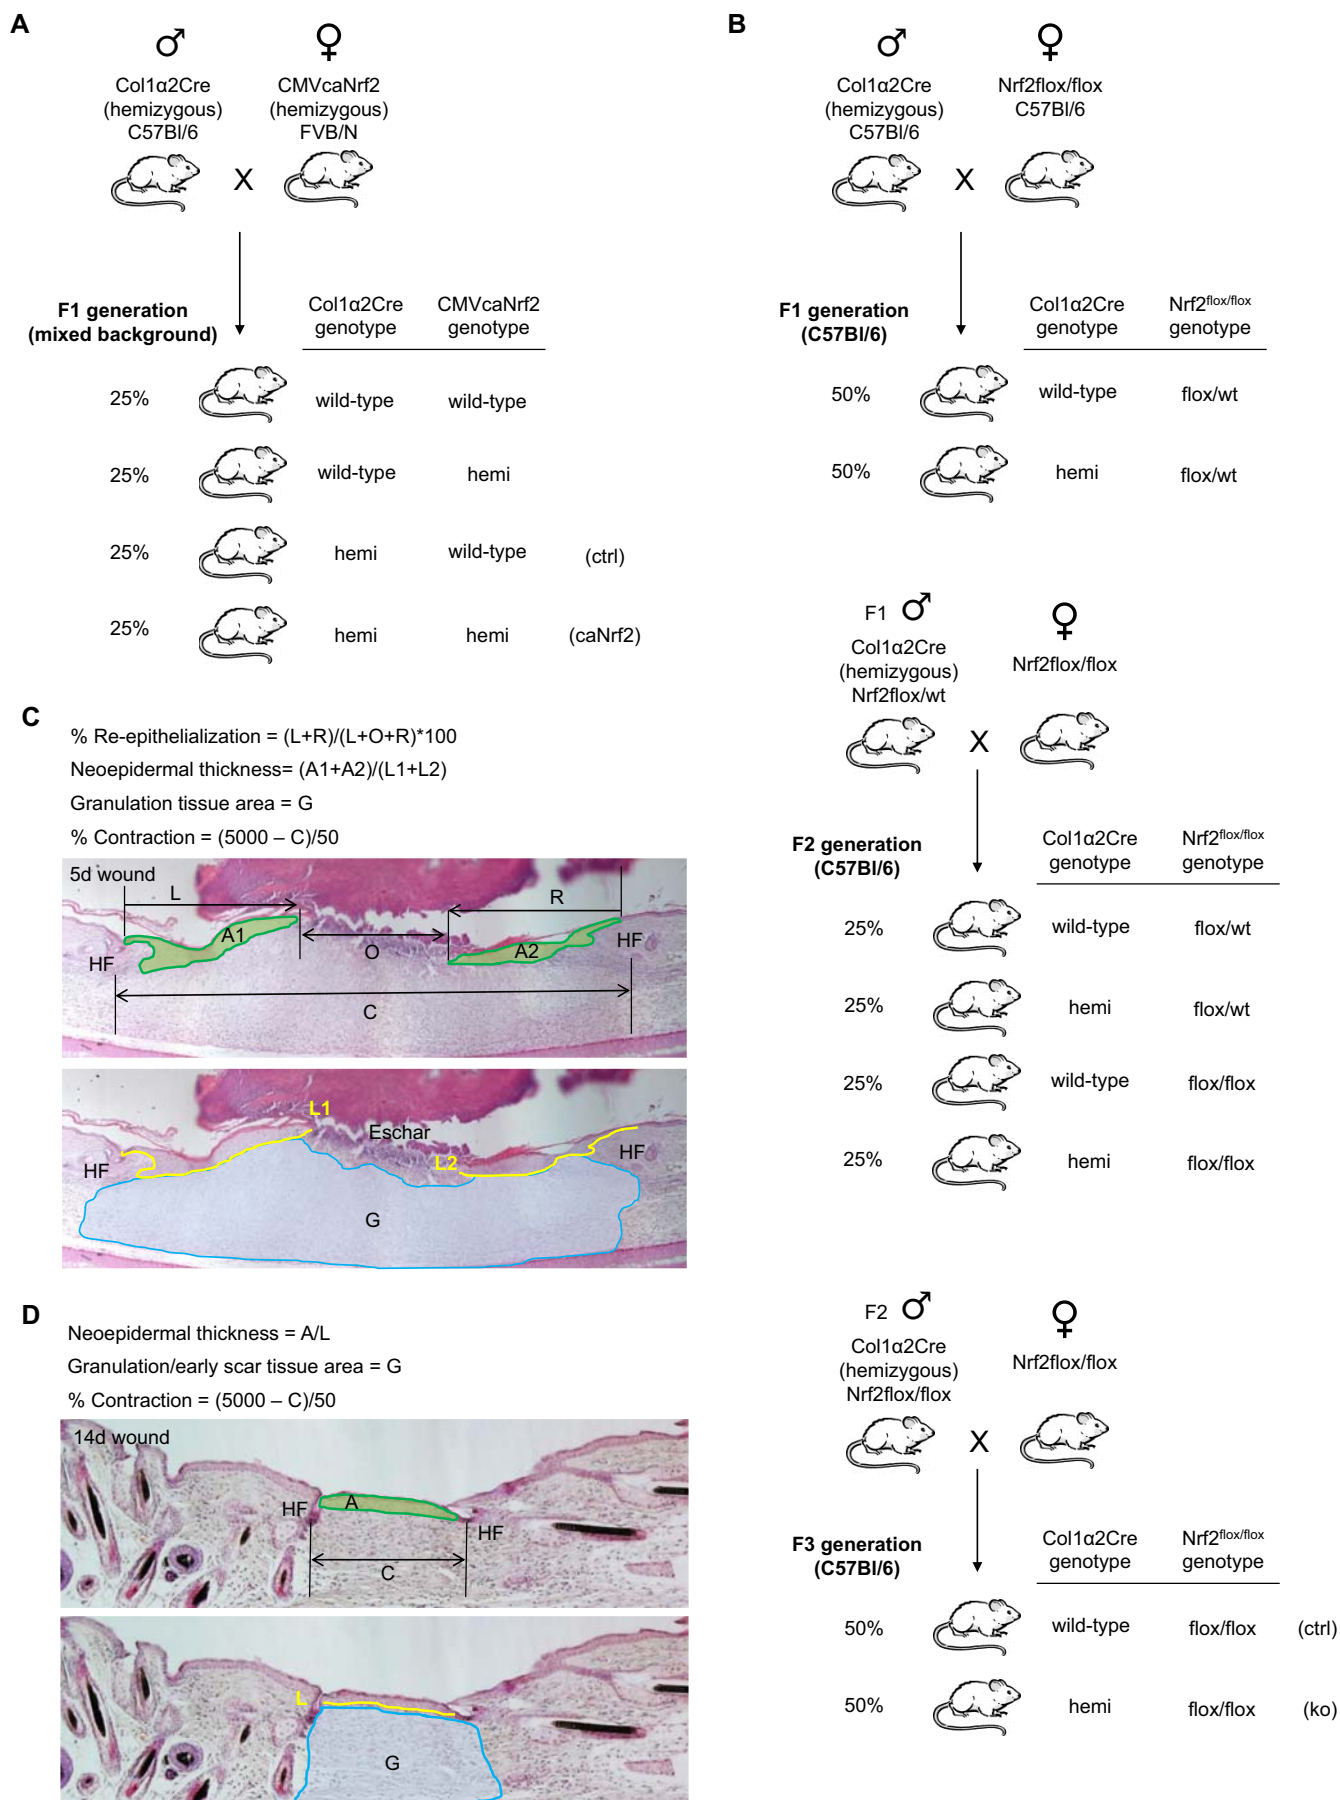 A
♂
♀
Col1α2Cre
(hemizygous)
C57Bl/6
CMVcaNrf2
(hemizygous)
FVB/N
X
F1 generation
(mixed background)
Col1α2Cre
genotype
CMVcaNrf2
genotype
25% wild-type wild-type
25% wild-type hemi
25% hemi wild-type (ctrl)
25% hemi hemi (caNrf2)
B
♂
♀
Col1α2Cre
(hemizygous)
C57Bl/6
Nrf2flox/flox
C57Bl/6
X
F1 generation
(C57Bl/6)
Col1α2Cre
genotype
Nrf2flox/flox
genotype
50% wild-type flox/wt
50% hemi flox/wt
F1 ♂
♀
Col1α2Cre
(hemizygous)
Nrf2flox/wt
Nrf2flox/flox
X
F2 generation
(C57Bl/6)
Col1α2Cre
genotype
Nrf2flox/flox
genotype
25% wild-type flox/wt
25% hemi flox/wt
25% wild-type flox/flox
25% hemi flox/flox
F2 ♂
♀
Col1α2Cre
(hemizygous)
Nrf2flox/flox
Nrf2flox/flox
X
F3 generation
(C57Bl/6)
Col1α2Cre
genotype
Nrf2flox/flox
genotype
50% wild-type flox/flox (ctrl)
50% hemi flox/flox (ko)
C
% Re-epithelialization = (L+R)/(L+O+R)*100
Neoepidermal thickness= (A1+A2)/(L1+L2)
Granulation tissue area = G
% Contraction = (5000 – C)/50
5d wound
L
R
A1
O
A2
HF
HF
C
L1
Eschar
L2
HF
HF
G
D
Neoepidermal thickness = A/L
Granulation/early scar tissue area = G
% Contraction = (5000 – C)/50
14d wound
HF
A
HF
C
L
G